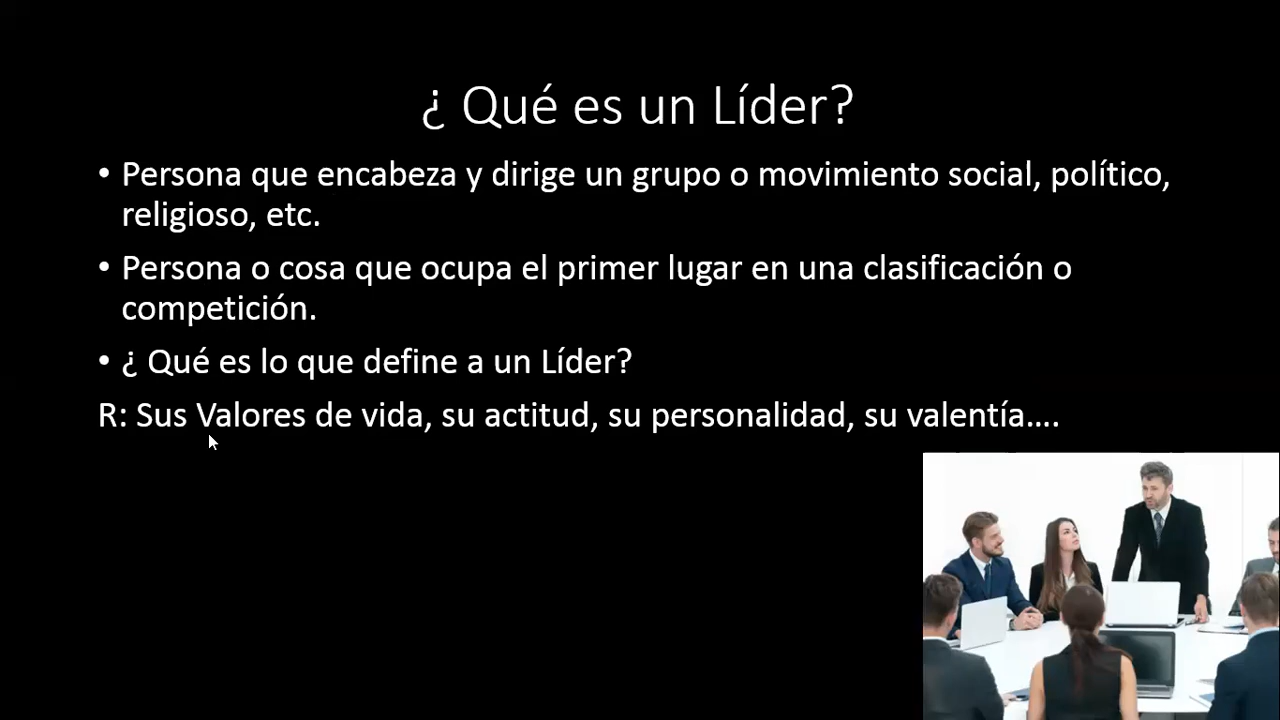 ¿ Qué es un Líder?
• Persona que encabeza y dirige un grupo o movimiento social, político,
religioso, etc.
• Persona o cosa que ocupa el primer lugar en una clasificación o
competición.
• ¿ Qué es lo que define a un Líder?
R: Sus Valores de vida, su actitud, su personalidad, su valentía....